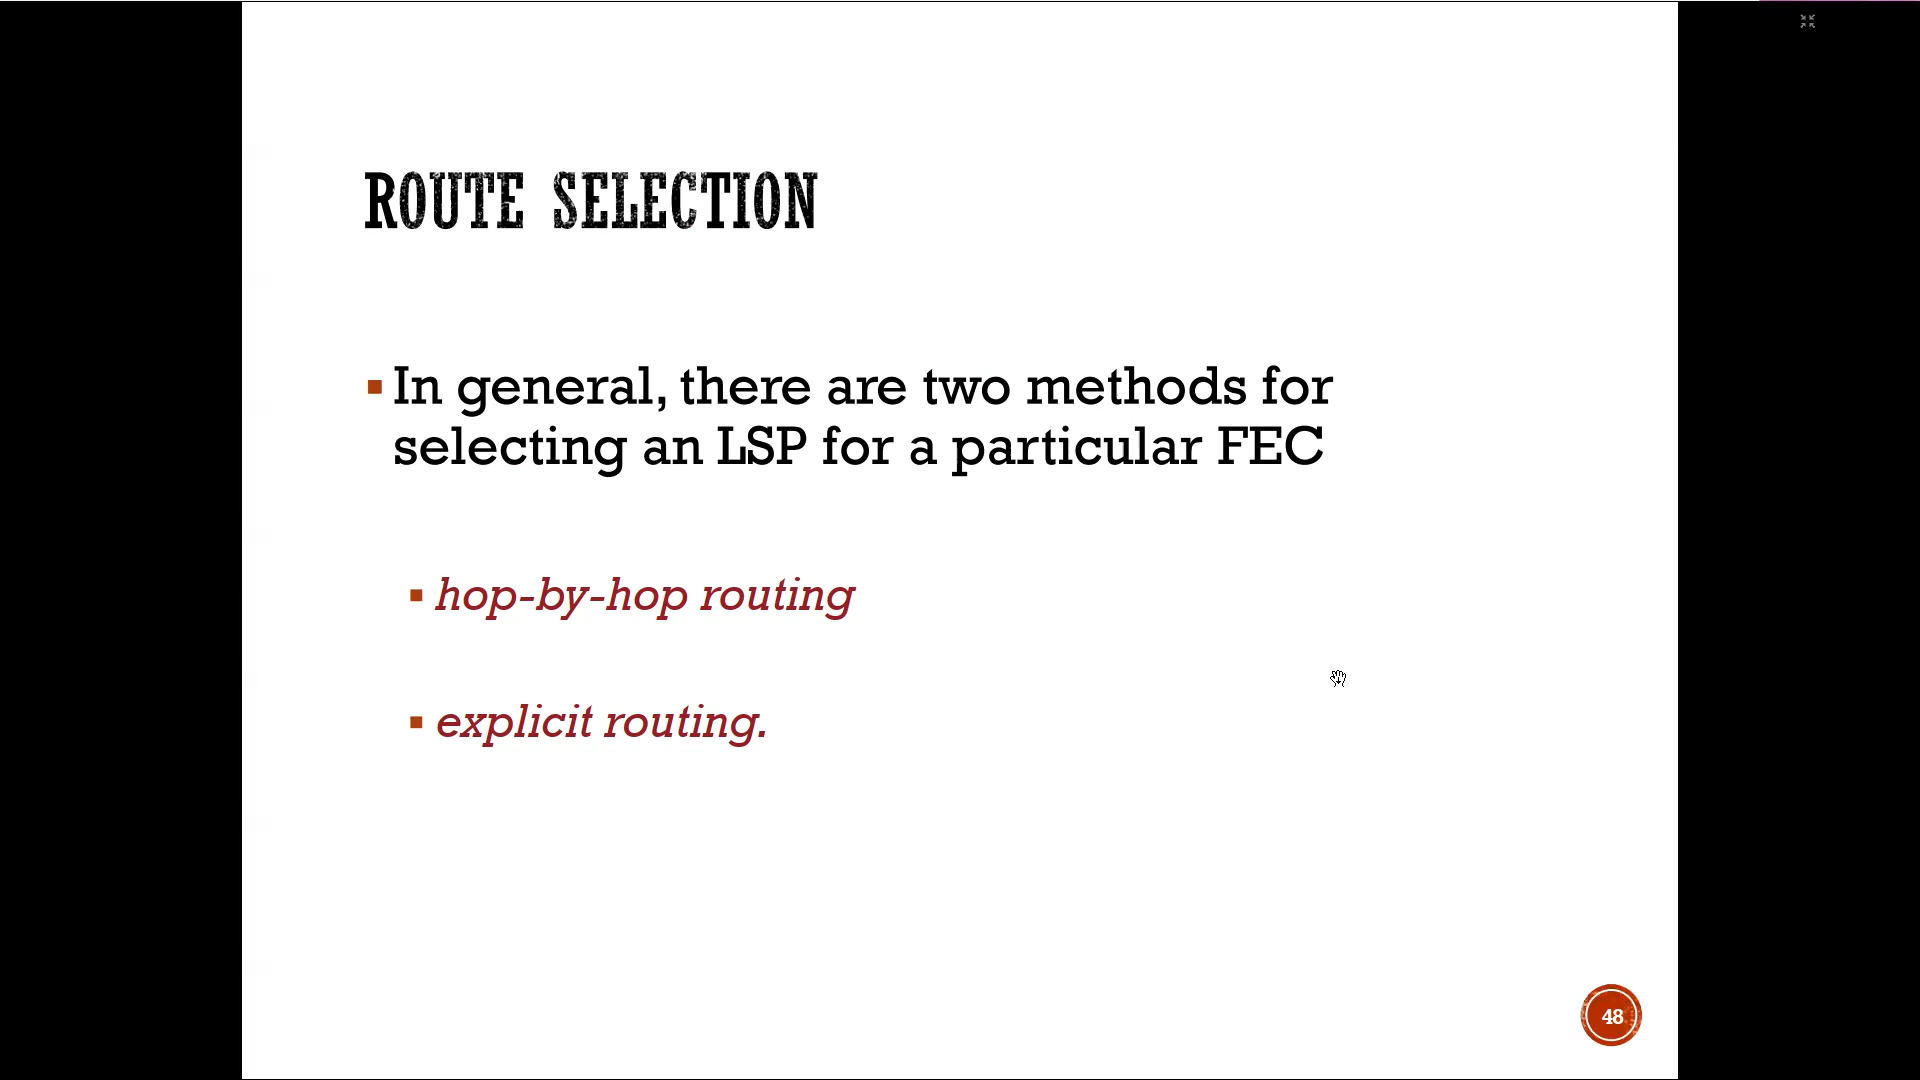 ROUTE SELECTION
In general, there are two methods for
selecting an LSP for a particular FEC
hop-by-hop routing
explicit routing.
48